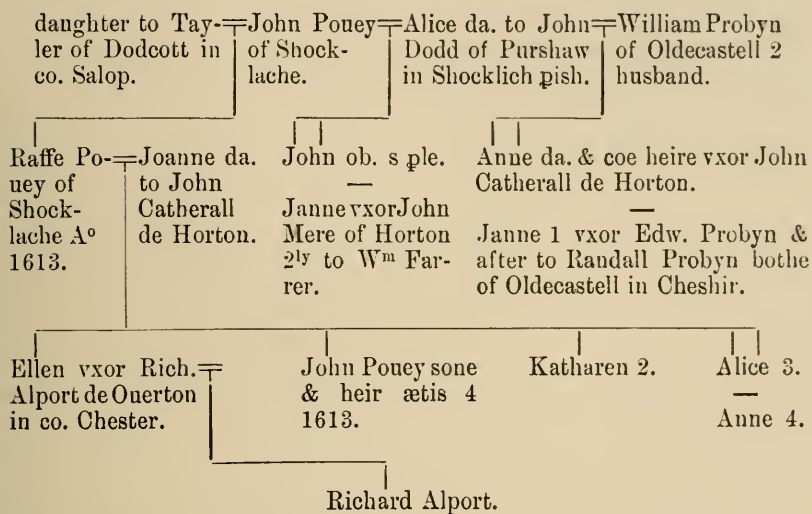 daughter to Tay-
ler of Dodcott in
co. Salop.
John Pouey
of Shock-
lache.
Alice da. to John
Dodd of Purshaw
in Shocklich pish.
William Probyn
of Oldecastell 2
husband.
Raffe Po-
uey of
Shock-
lache Aº
1613.
Joanne da.
to John
Catherall
de Horton.
John ob. s ple.
—
Janne vxor John
Mere of Horton
2ly to Wm Far-
rer.
Anne da. & coe heire vxor John
Catherall de Horton.
—
Janne 1 vxor Edw. Probyn &
after to Randall Probyn bothe
of Oldecastell in Cheshir.
Ellen vxor Rich.
Alport de Ouerton
in co. Chester.
John Pouey sone
& heir ætis 4
1613.
Katharen 2.
Alice 3.
—
Anne 4.
Richard Alport.